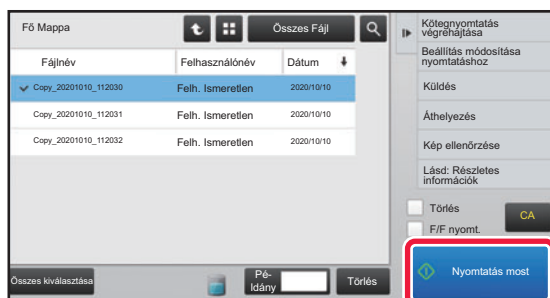 Fő Mappa
Összes Fájl
Fájlnév Felhasználónév Dátum
Copy_20201010_112030 Felh. Ismeretlen 2020/10/10
Copy_20201010_112031 Felh. Ismeretlen 2020/10/10
Copy_20201010_112032 Felh. Ismeretlen 2020/10/10
Összes kiválasztása
Pé-
ldány
Törlés
Kötegnyomtatás
végrehajtása
Beállítás módosítása
nyomtatáshoz
Küldés
Áthelyezés
Kép ellenőrzése
Lásd: Részletes
információk
Törlés
F/F nyomt.
CA
Nyomtatás most